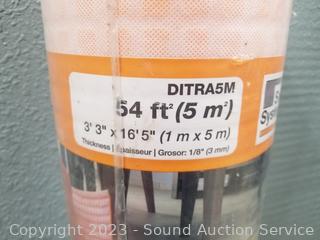 DITRA5M
54 ft² (5 m²)
3' 3" x 16' 5" (1 m x 5 m)
Thickness | Épaisseur | Grosor: 1/8" (3 mm)
Copyright 2023 - Sound Auction Service